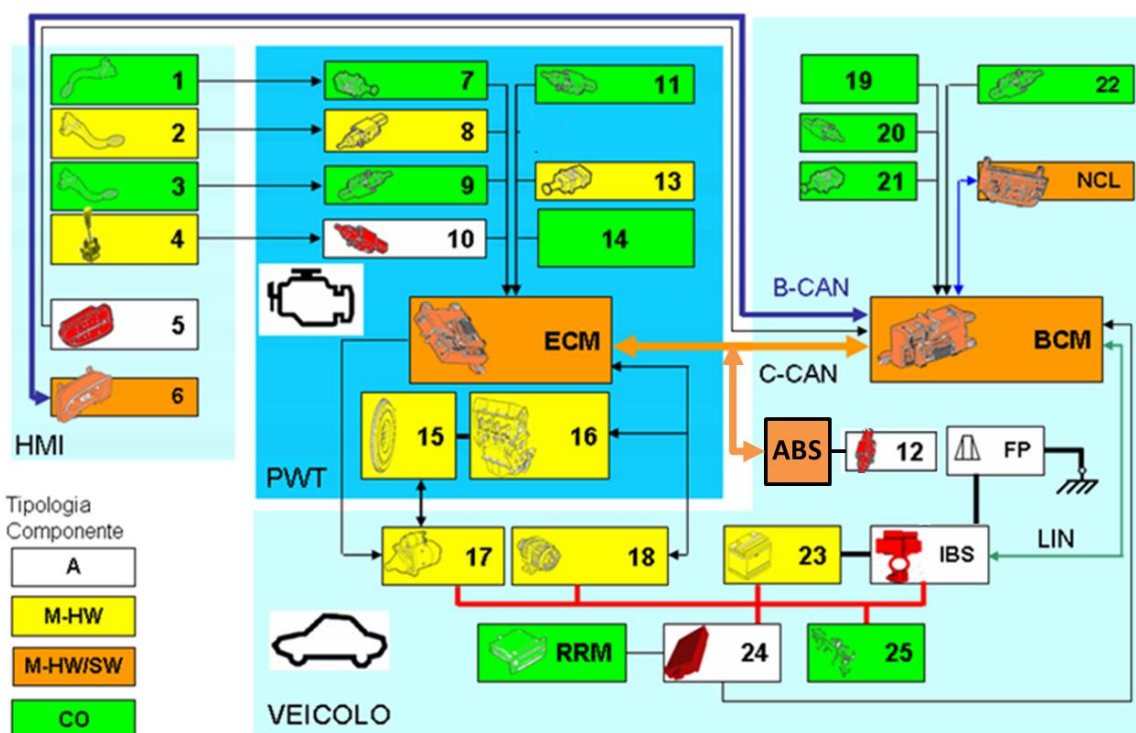 1
2
3
4
5
6
HMI
7
8
9
10
11
13
14
ECM
15
16
PWT
19
20
21
22
NCL
B-CAN
BCM
C-CAN
ABS
12
FP
LIN
17
18
23
IBS
RRM
24
25
VEICOLO
Tipologia
Componente
A
M-HW
M-HW/SW
CO